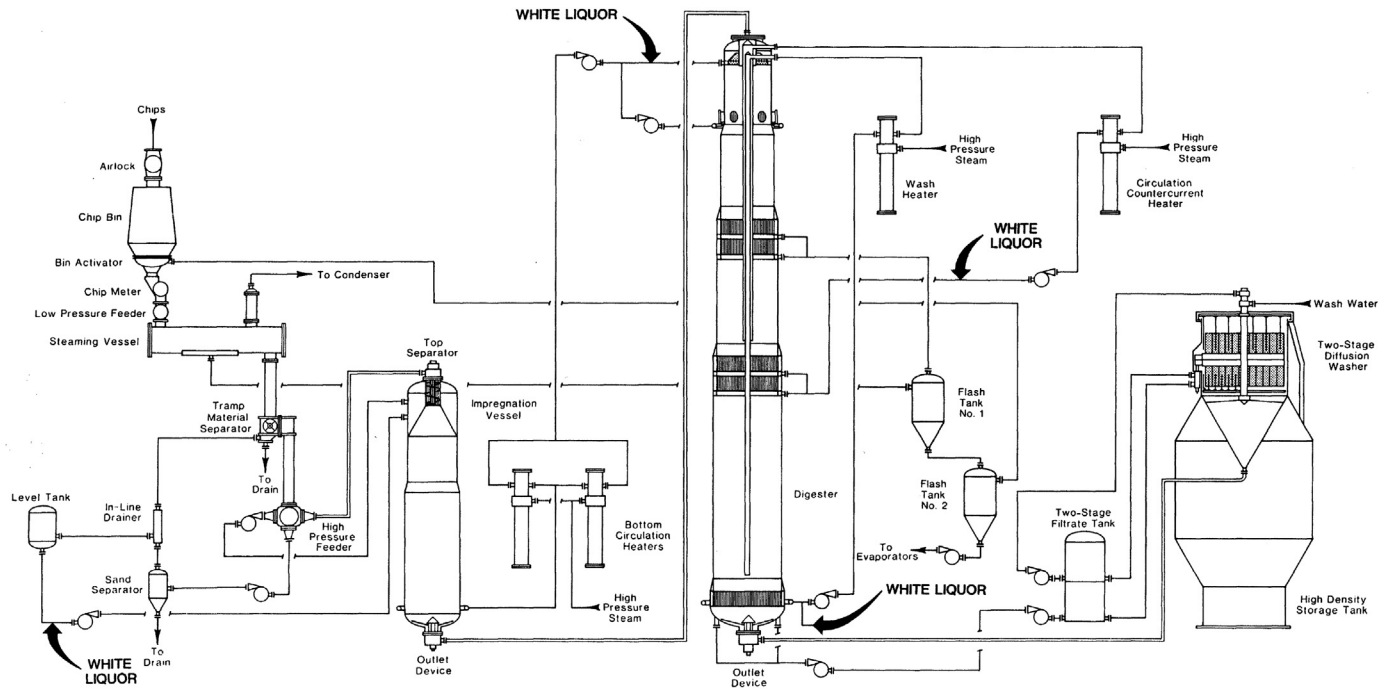 WHITE LIQUOR
Chips
Airlock
Chip Bin
Bin Activator
To Condenser
Chip Meter
Low Pressure Feeder
Steaming Vessel
Top
Separator
Impregnation
Vessel
Tramp
Material
Separator
To
Drain
Level Tank
In-Line
Drainer
High
Pressure
Feeder
Sand
Separator
To
Drain
WHITE
LIQUOR
Outlet
Device
Bottom
Circulation
Heaters
High
Pressure
Steam
High
Pressure
Steam
Wash
Heater
High
Pressure
Steam
Circulation
Countercurrent
Heater
WHITE
LIQUOR
Wash Water
Two-Stage
Diffusion
Washer
Flash
Tank
No. 1
Digester
Flash
Tank
No. 2
Two-Stage
Filtrate Tank
To
Evaporators
WHITE LIQUOR
High Density
Storage Tank
Outlet
Device